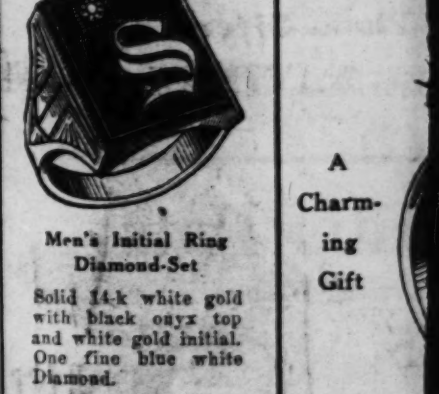 S
Men's Initial Ring
Diamond-Set
Solid 14-k white gold
with black onyx top
and white gold initial.
One fine blue white
Diamond.
A
Charm-
ing
Gift